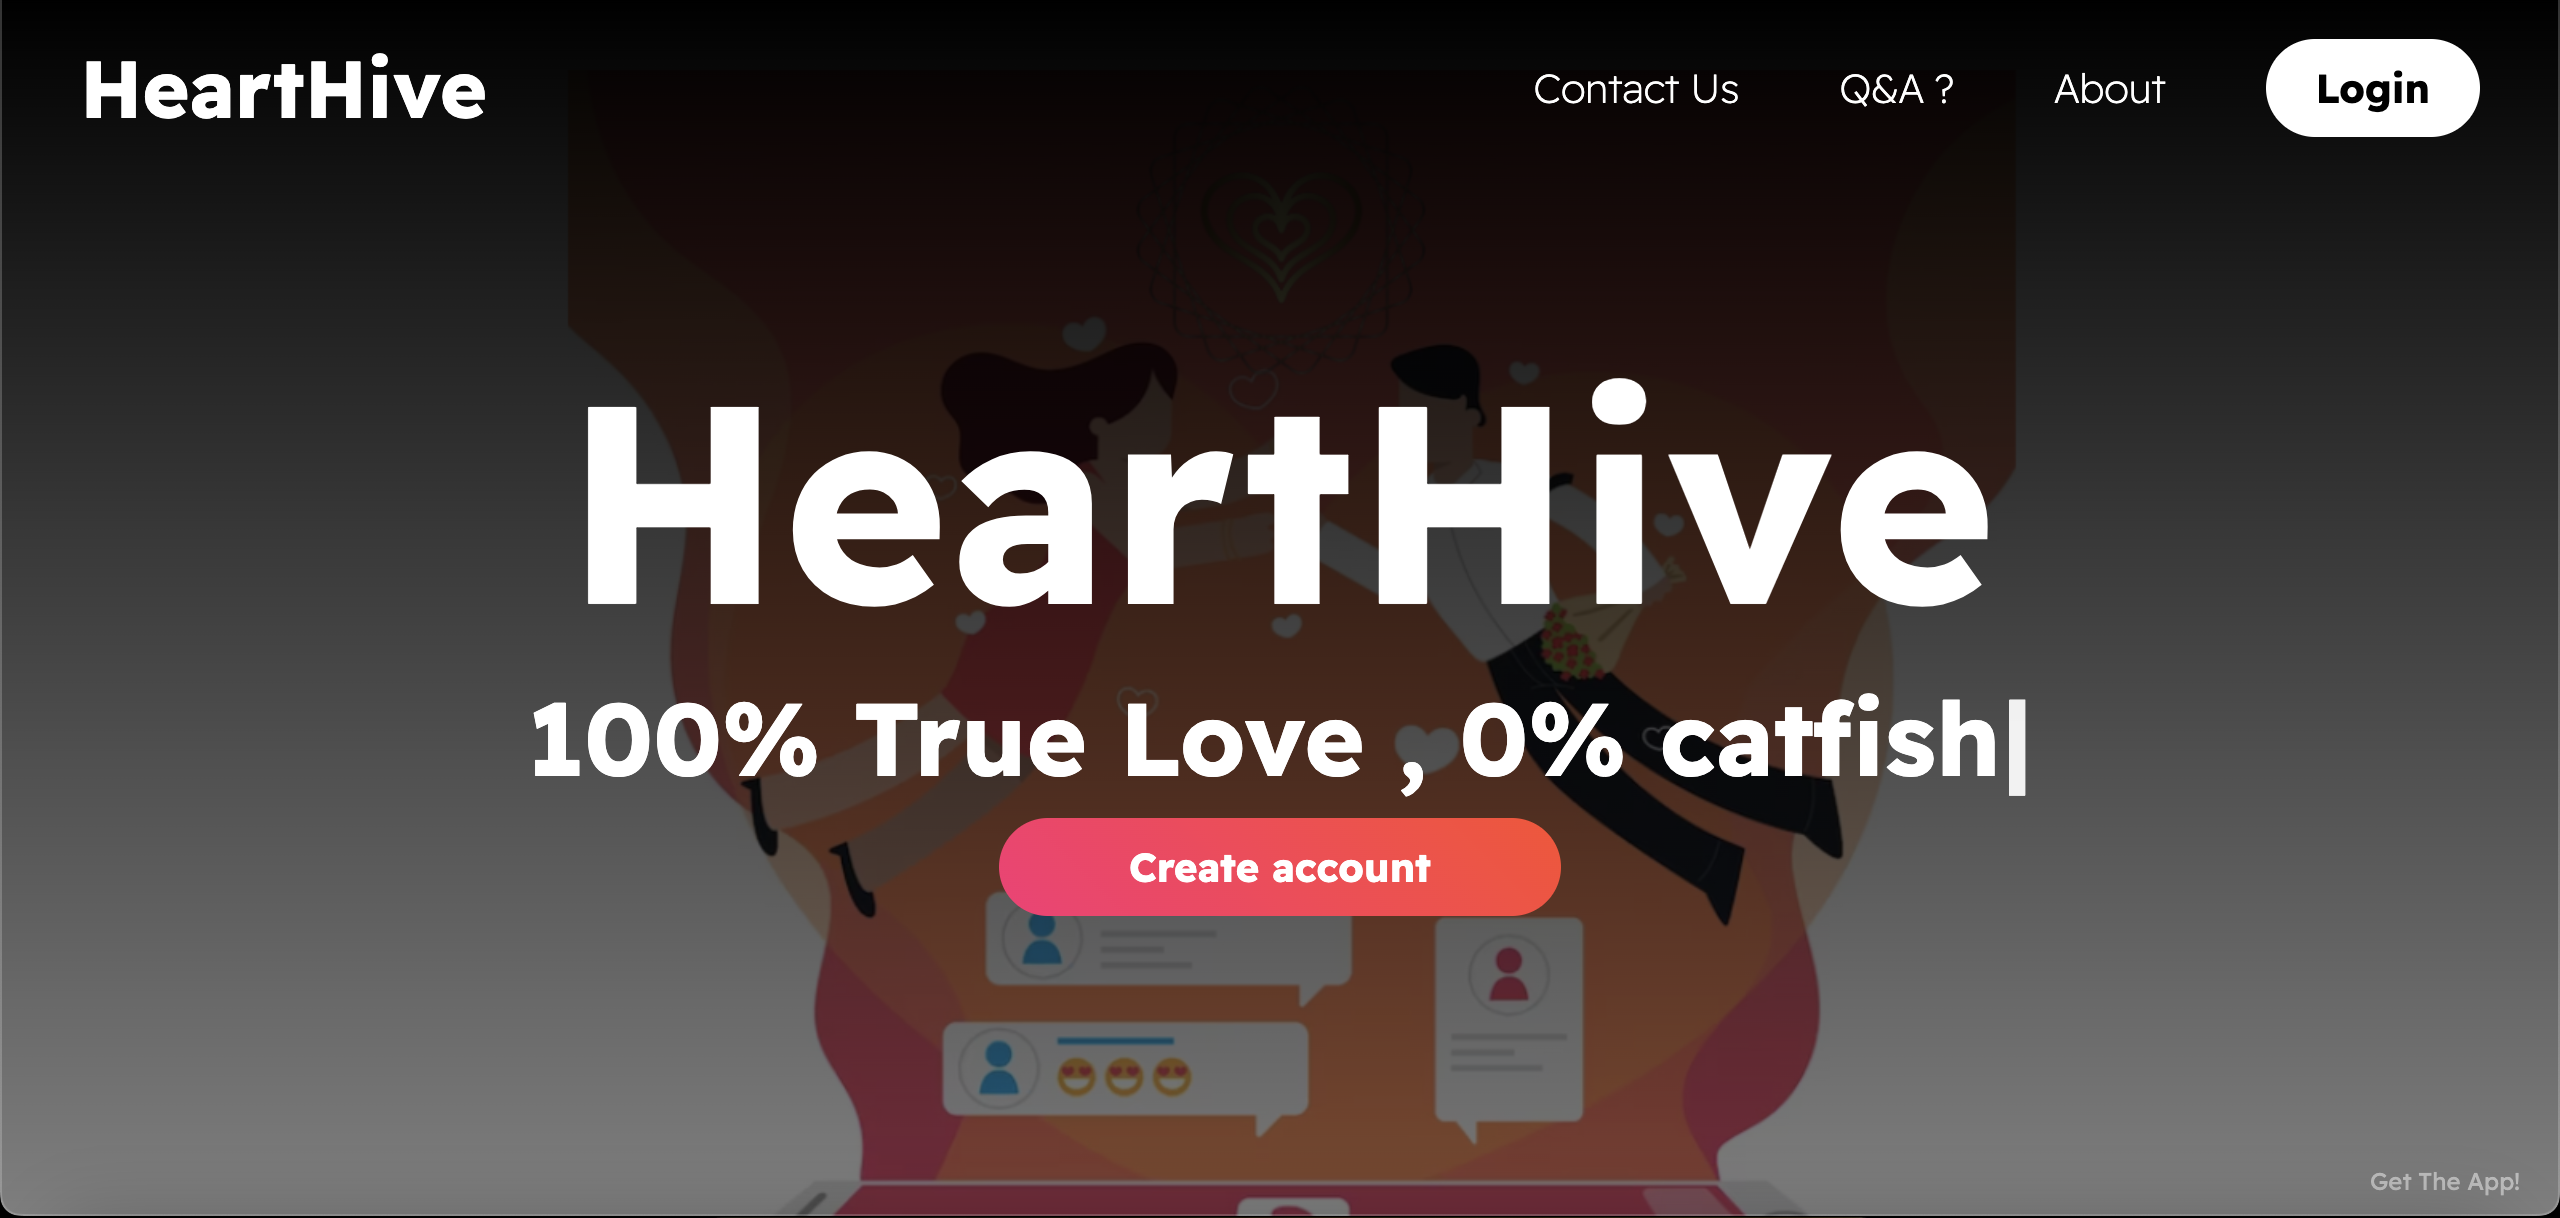 HeartHive
Contact Us
Q&A ?
About
Login
HeartHive
100% True Love , 0% catfish|
Create account
Get The App!